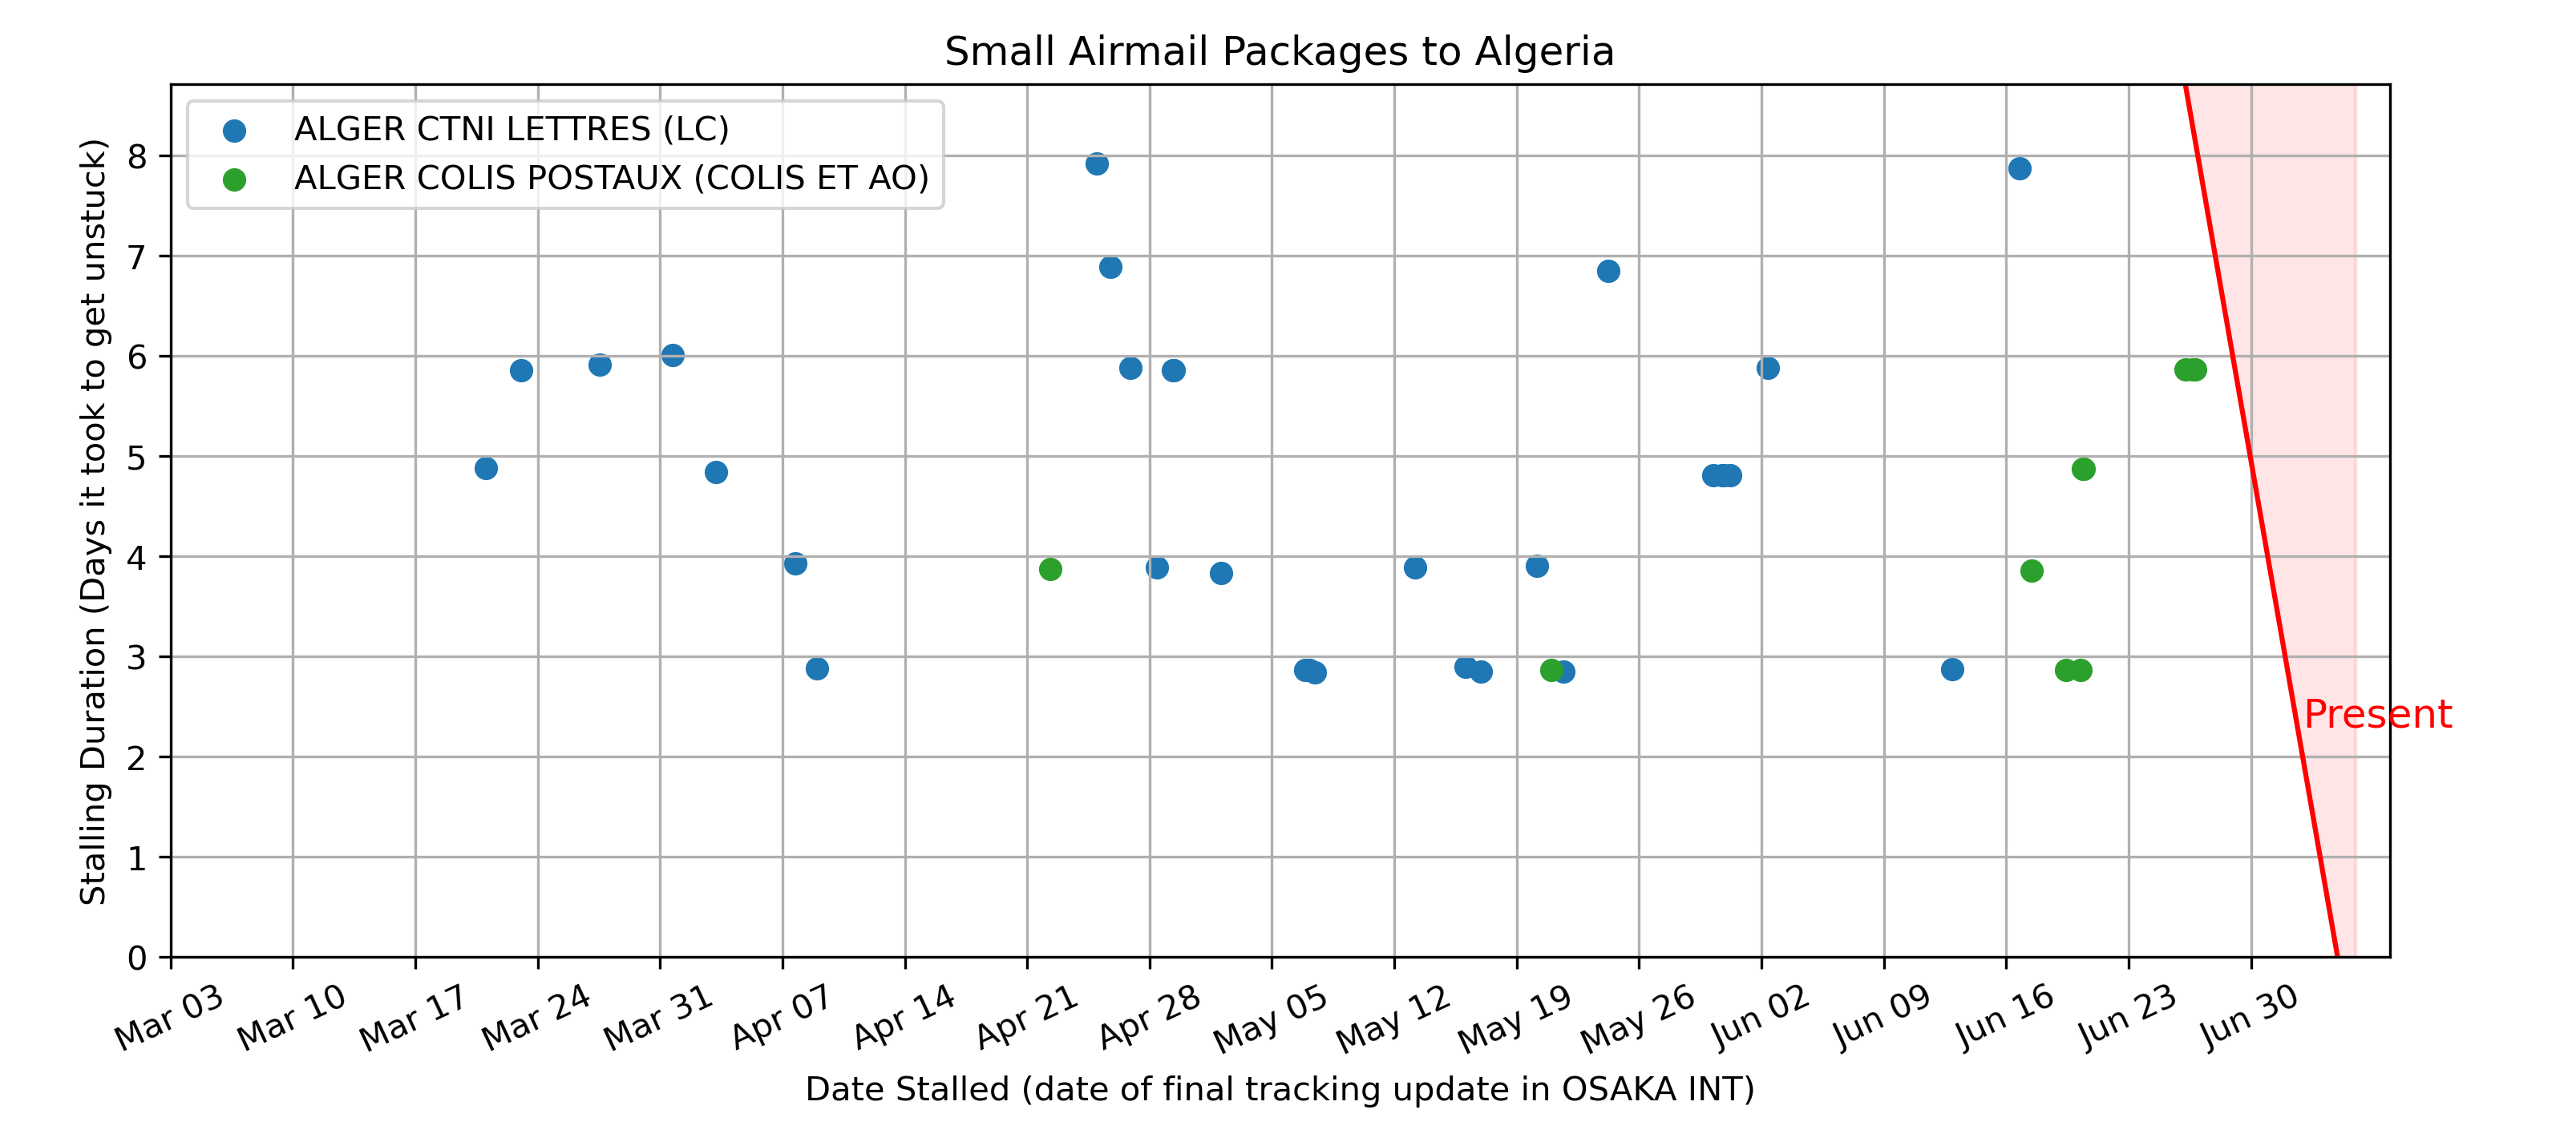 Small Airmail Packages to Algeria
ALGER CTNI LETTRES (LC)
ALGER COLIS POSTAUX (COLIS ET AO)
Stalling Duration (Days it took to get unstuck)
8
7
6
5
4
3
2
1
0
Present
Mar 03
Mar 10
Mar 17
Mar 24
Mar 31
Apr 07
Apr 14
Apr 21
Apr 28
May 05
May 12
May 19
May 26
Jun 02
Jun 09
Jun 16
Jun 23
Jun 30
Date Stalled (date of final tracking update in OSAKA INT)